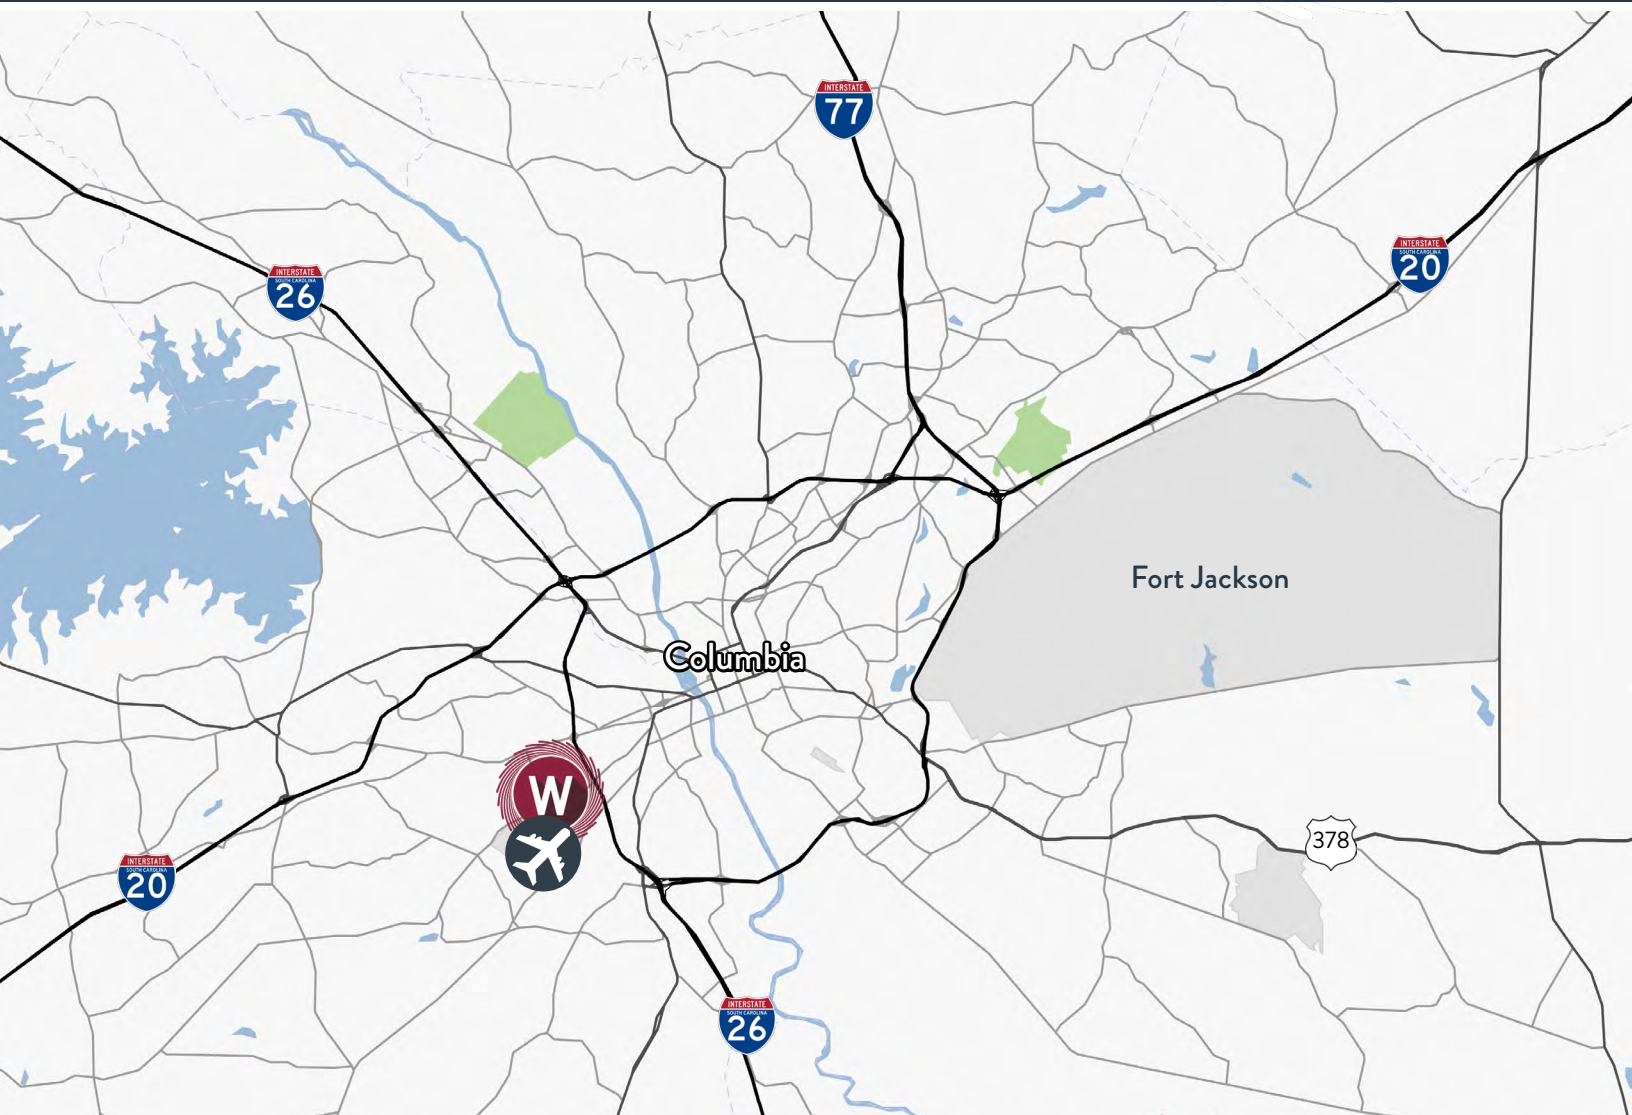 INTERSTATE
77
INTERSTATE
SOUTH CAROLINA
20
INTERSTATE
SOUTH CAROLINA
26
Fort Jackson
Columbia
W
378
INTERSTATE
SOUTH CAROLINA
20
INTERSTATE
SOUTH CAROLINA
26